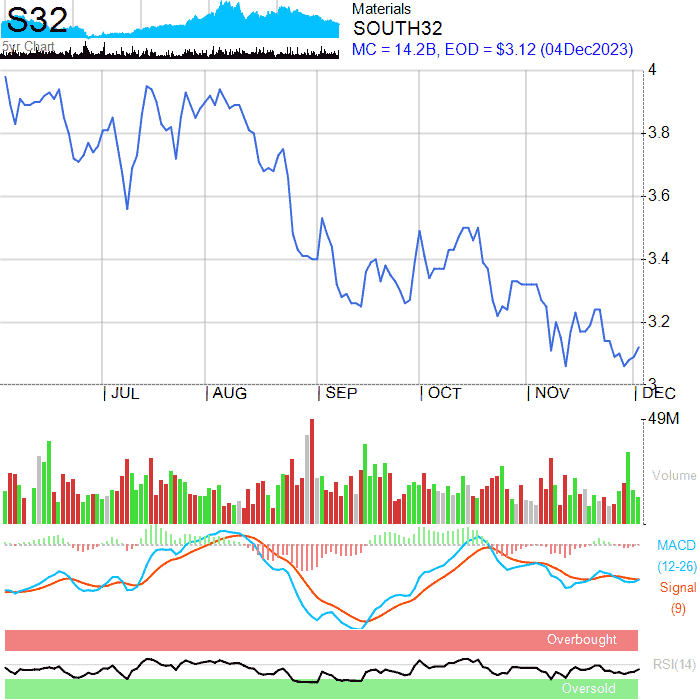 S32
5yr Chart
Materials
SOUTH32
MC = 14.2B, EOD = $3.12 (04Dec2023)
4
3.8
3.6
3.4
3.2
3
JUL AUG SEP OCT NOV DEC
49M
Volume
MACD
(12-26)
Signal
(9)
Overbought
RSI(14)
Oversold